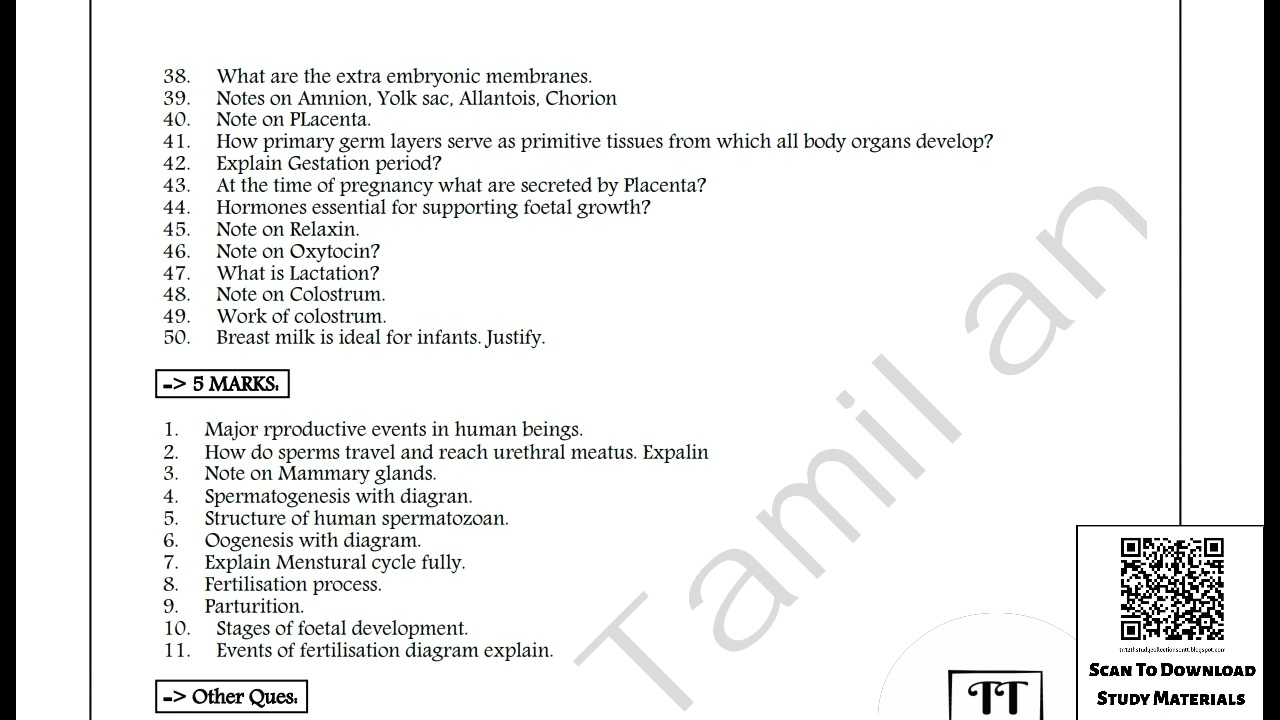 38. What are the extra embryonic membranes.
39. Notes on Amnion, Yolk sac, Allantois, Chorion
40. Note on PLacenta.
41. How primary germ layers serve as primitive tissues from which all body organs develop?
42. Explain Gestation period?
43. At the time of pregnancy what are secreted by Placenta?
44. Hormones essential for supporting foetal growth?
45. Note on Relaxin.
46. Note on Oxytocin?
47. What is Lactation?
48. Note on Colostrum.
49. Work of colostrum.
50. Breast milk is ideal for infants. Justify.
-> 5 MARKS:
1. Major rproductive events in human beings.
2. How do sperms travel and reach urethral meatus. Expalin
3. Note on Mammary glands.
4. Spermatogenesis with diagran.
5. Structure of human spermatozoan.
6. Oogenesis with diagram.
7. Explain Menstural cycle fully.
8. Fertilisation process.
9. Parturition.
10. Stages of foetal development.
11. Events of fertilisation diagram explain.
-> Other Ques:
Tamil an
TT
SCAN TO DOWNLOAD
STUDY MATERIALS